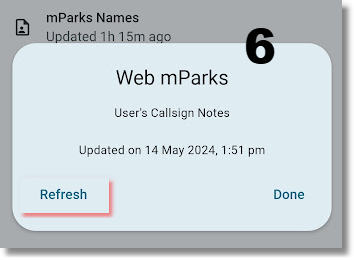 mParks Names
Updated 1h 15m ago
6
Web mParks
User's Callsign Notes
Updated on 14 May 2024, 1:51 pm
Refresh
Done